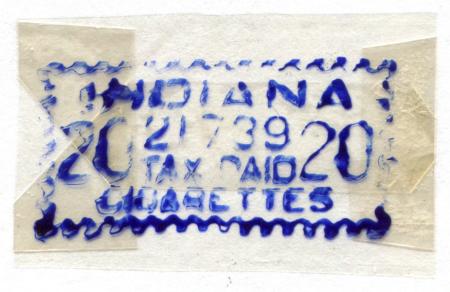 INDIANA
20 21739 20
TAX PAID
CIGARETTES